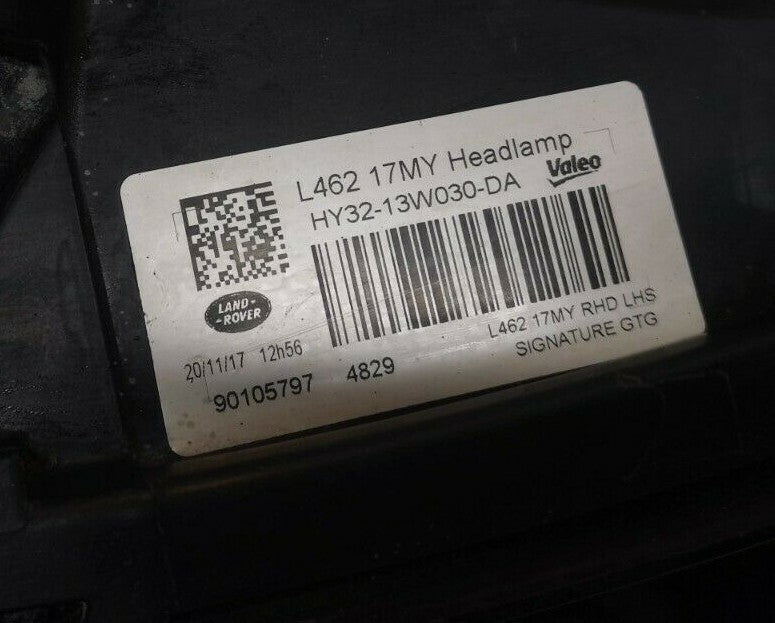 L462 17MY Headlamp
HY32-13W030-DA
Valeo
LAND-
-ROVER
20/11/17 12h56
L462 17MY RHD LHS
SIGNATURE GTG
90105797 4829